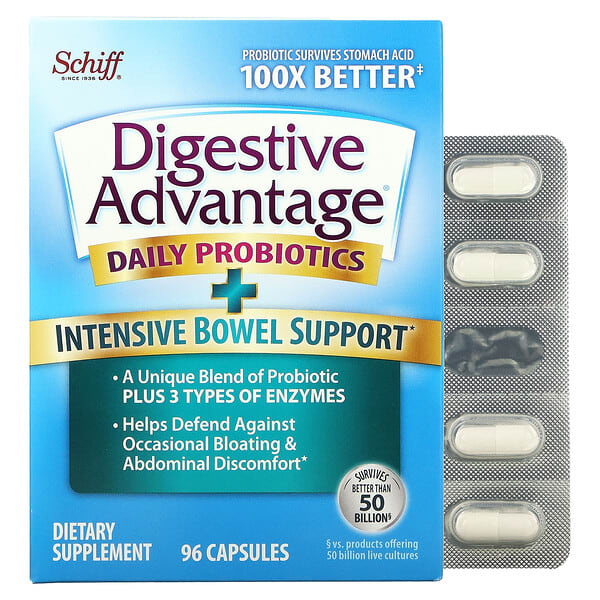 Schiff®
SINCE 1936
PROBIOTIC SURVIVES STOMACH ACID
100X BETTER‡
Digestive
Advantage®
DAILY PROBIOTICS
+
INTENSIVE BOWEL SUPPORT*
• A Unique Blend of Probiotic
PLUS 3 TYPES OF ENZYMES
• Helps Defend Against
Occasional Bloating &
Abdominal Discomfort*
SURVIVES
BETTER THAN
50
BILLION§
DIETARY
SUPPLEMENT
96 CAPSULES
§ vs. products offering
50 billion live cultures